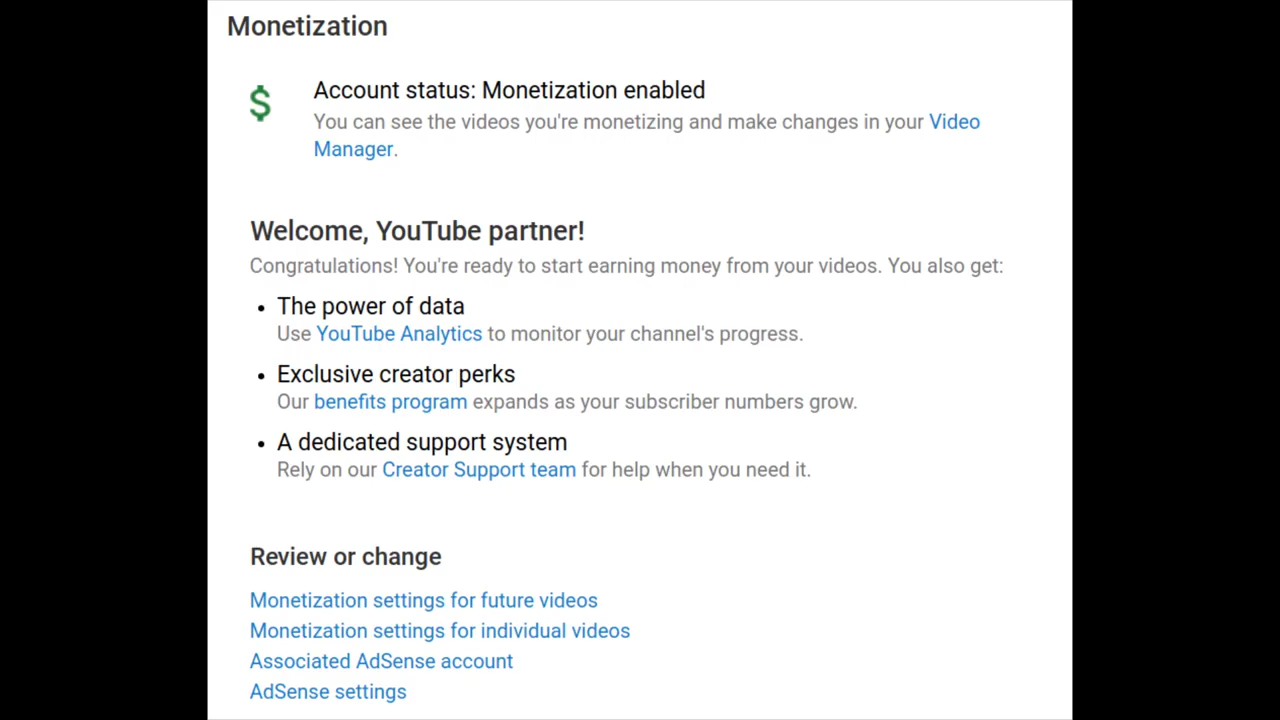 Monetization
$
Account status: Monetization enabled
You can see the videos you're monetizing and make changes in your Video
Manager.
Welcome, YouTube partner!
Congratulations! You're ready to start earning money from your videos. You also get:
• The power of data
Use YouTube Analytics to monitor your channel's progress.
• Exclusive creator perks
Our benefits program expands as your subscriber numbers grow.
• A dedicated support system
Rely on our Creator Support team for help when you need it.
Review or change
Monetization settings for future videos
Monetization settings for individual videos
Associated AdSense account
AdSense settings